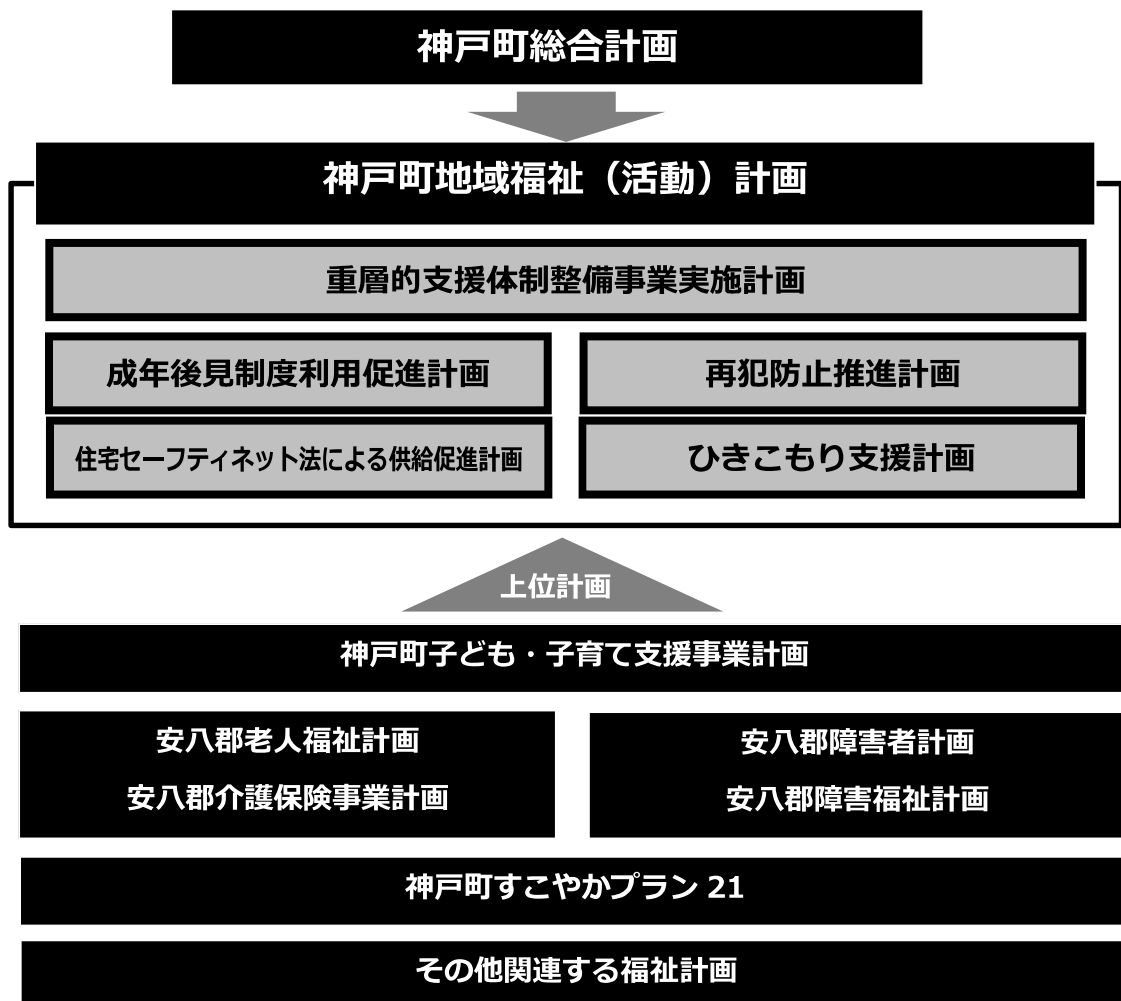 神戸町総合計画
神戸町地域福祉（活動）計画
重層的支援体制整備事業実施計画
成年後見制度利用促進計画
再犯防止推進計画
住宅セーフティネット法による供給促進計画
ひきこもり支援計画
上位計画
神戸町子ども・子育て支援事業計画
安八郡老人福祉計画
安八郡介護保険事業計画
安八郡障害者計画
安八郡障害福祉計画
神戸町すこやかプラン 21
その他関連する福祉計画